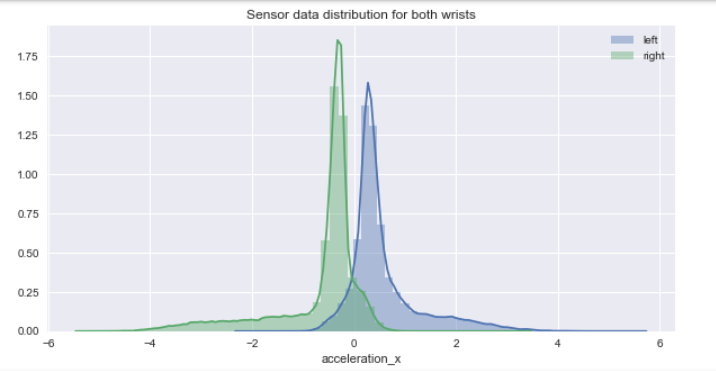 Sensor data distribution for both wrists
left
right
1.75
1.50
1.25
1.00
0.75
0.50
0.25
0.00
−6 −4 −2 0 2 4 6
acceleration_x